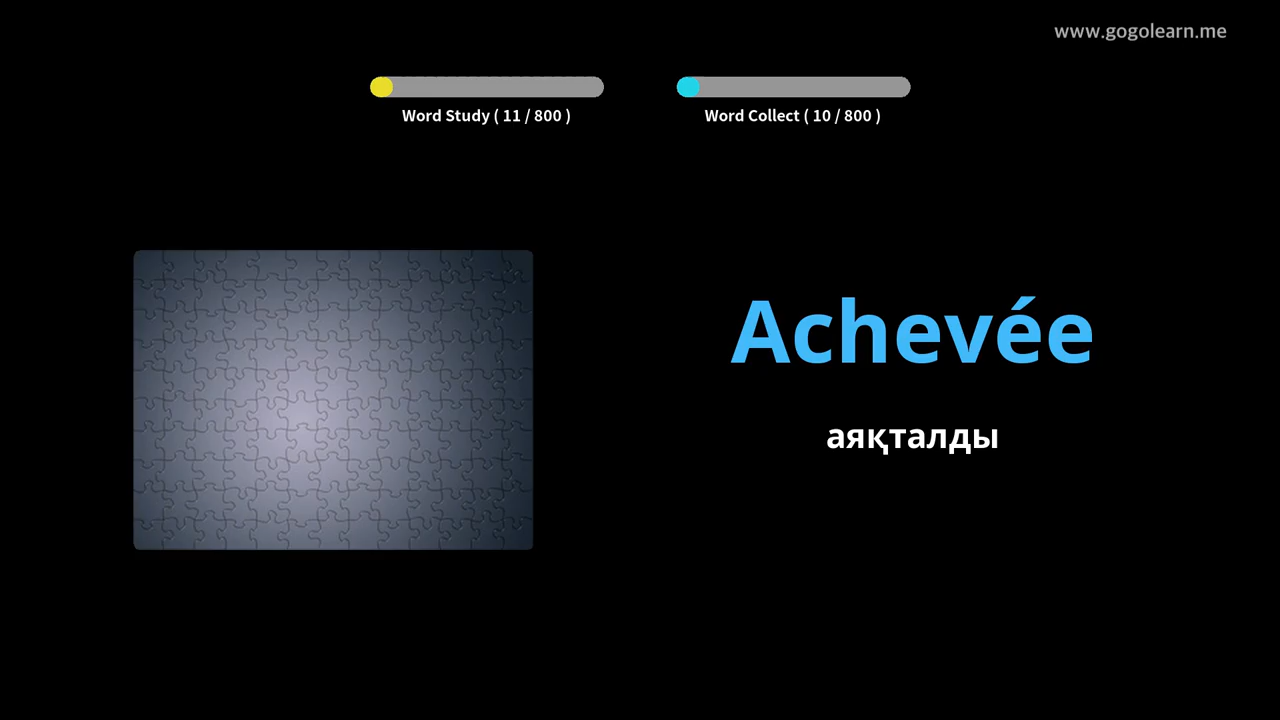 www.gogolearn.me
Word Study ( 11 / 800 )
Word Collect ( 10 / 800 )
Achevée
аяқталды